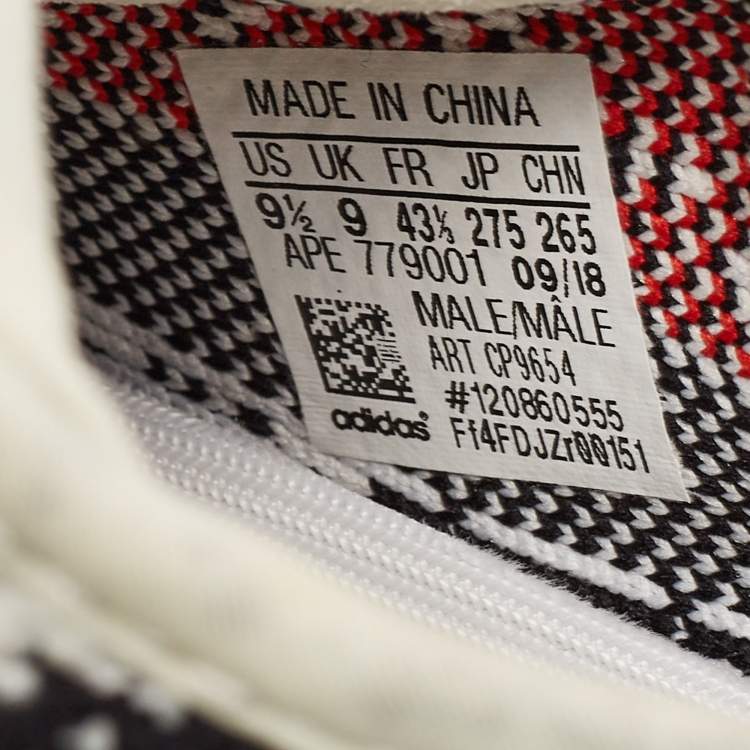 MADE IN CHINA
US UK FR JP CHN
9½ 9 43⅓ 275 265
APE 779001 09/18
MALE/MÂLE
ART CP9654
#120860555
Ff4FDJZr00151
adidas®